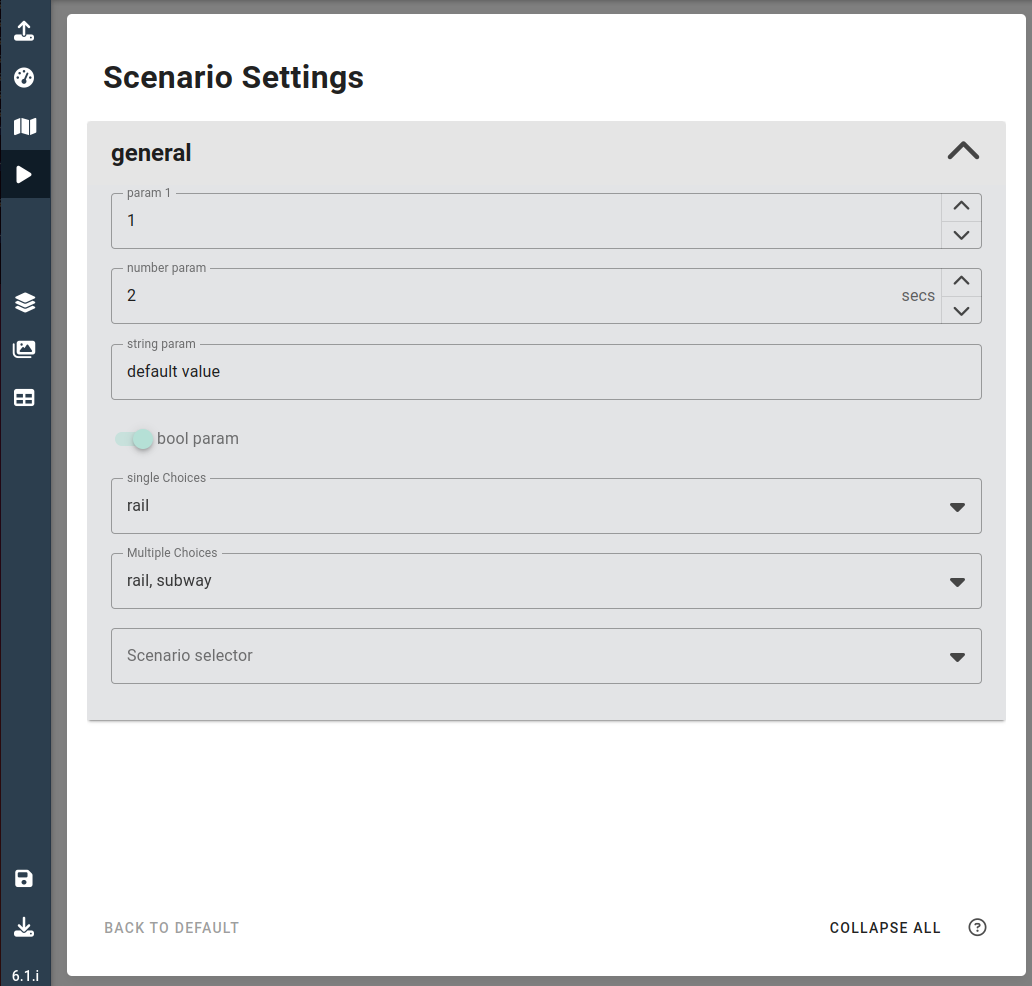 Scenario Settings
general
param 1
1
number param
2 secs
string param
default value
bool param
single Choices
rail
Multiple Choices
rail, subway
Scenario selector
BACK TO DEFAULT COLLAPSE ALL ?
6.1.i